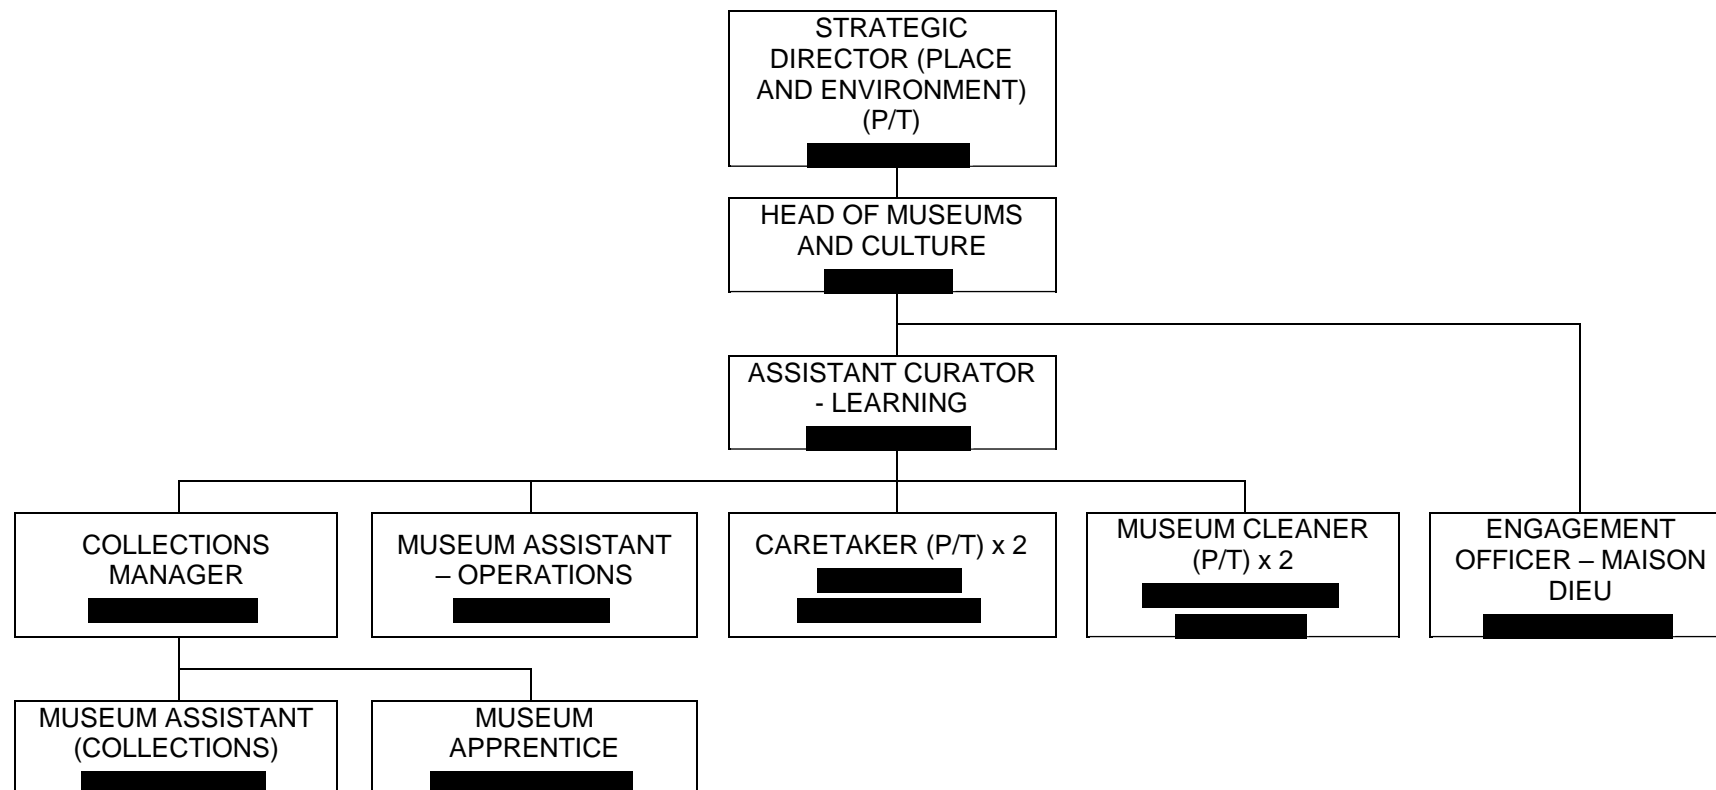 STRATEGIC
DIRECTOR (PLACE
AND ENVIRONMENT)
(P/T)
HEAD OF MUSEUMS
AND CULTURE
ASSISTANT CURATOR
- LEARNING
COLLECTIONS
MANAGER
MUSEUM ASSISTANT
– OPERATIONS
CARETAKER (P/T) x 2
MUSEUM CLEANER
(P/T) x 2
ENGAGEMENT
OFFICER – MAISON
DIEU
MUSEUM ASSISTANT
(COLLECTIONS)
MUSEUM
APPRENTICE